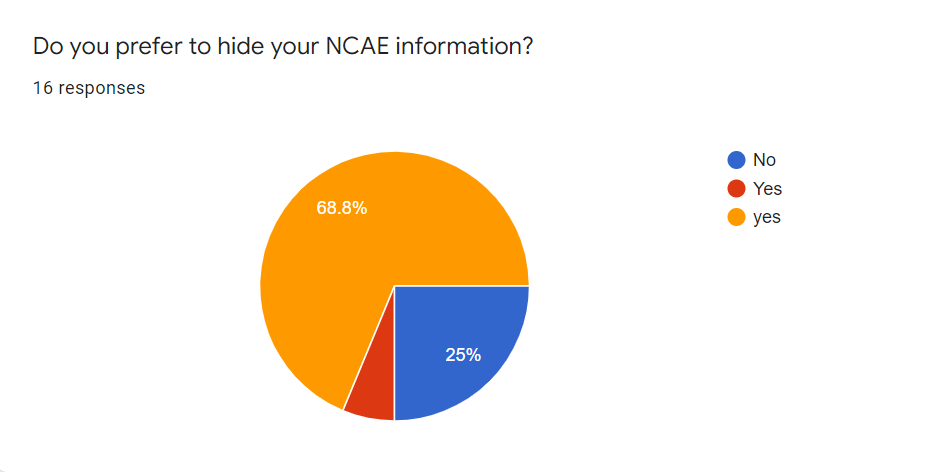 Do you prefer to hide your NCAE information?
16 responses
No
Yes
yes
68.8%
25%